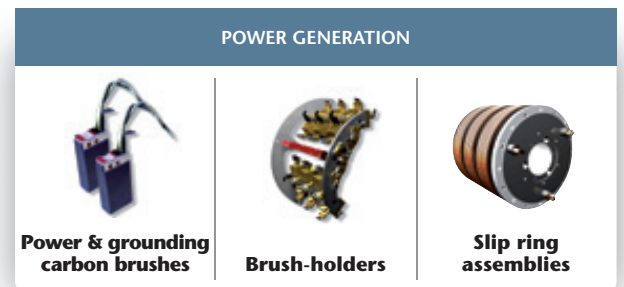 POWER GENERATION
Power & grounding
carbon brushes
Brush-holders
Slip ring
assemblies